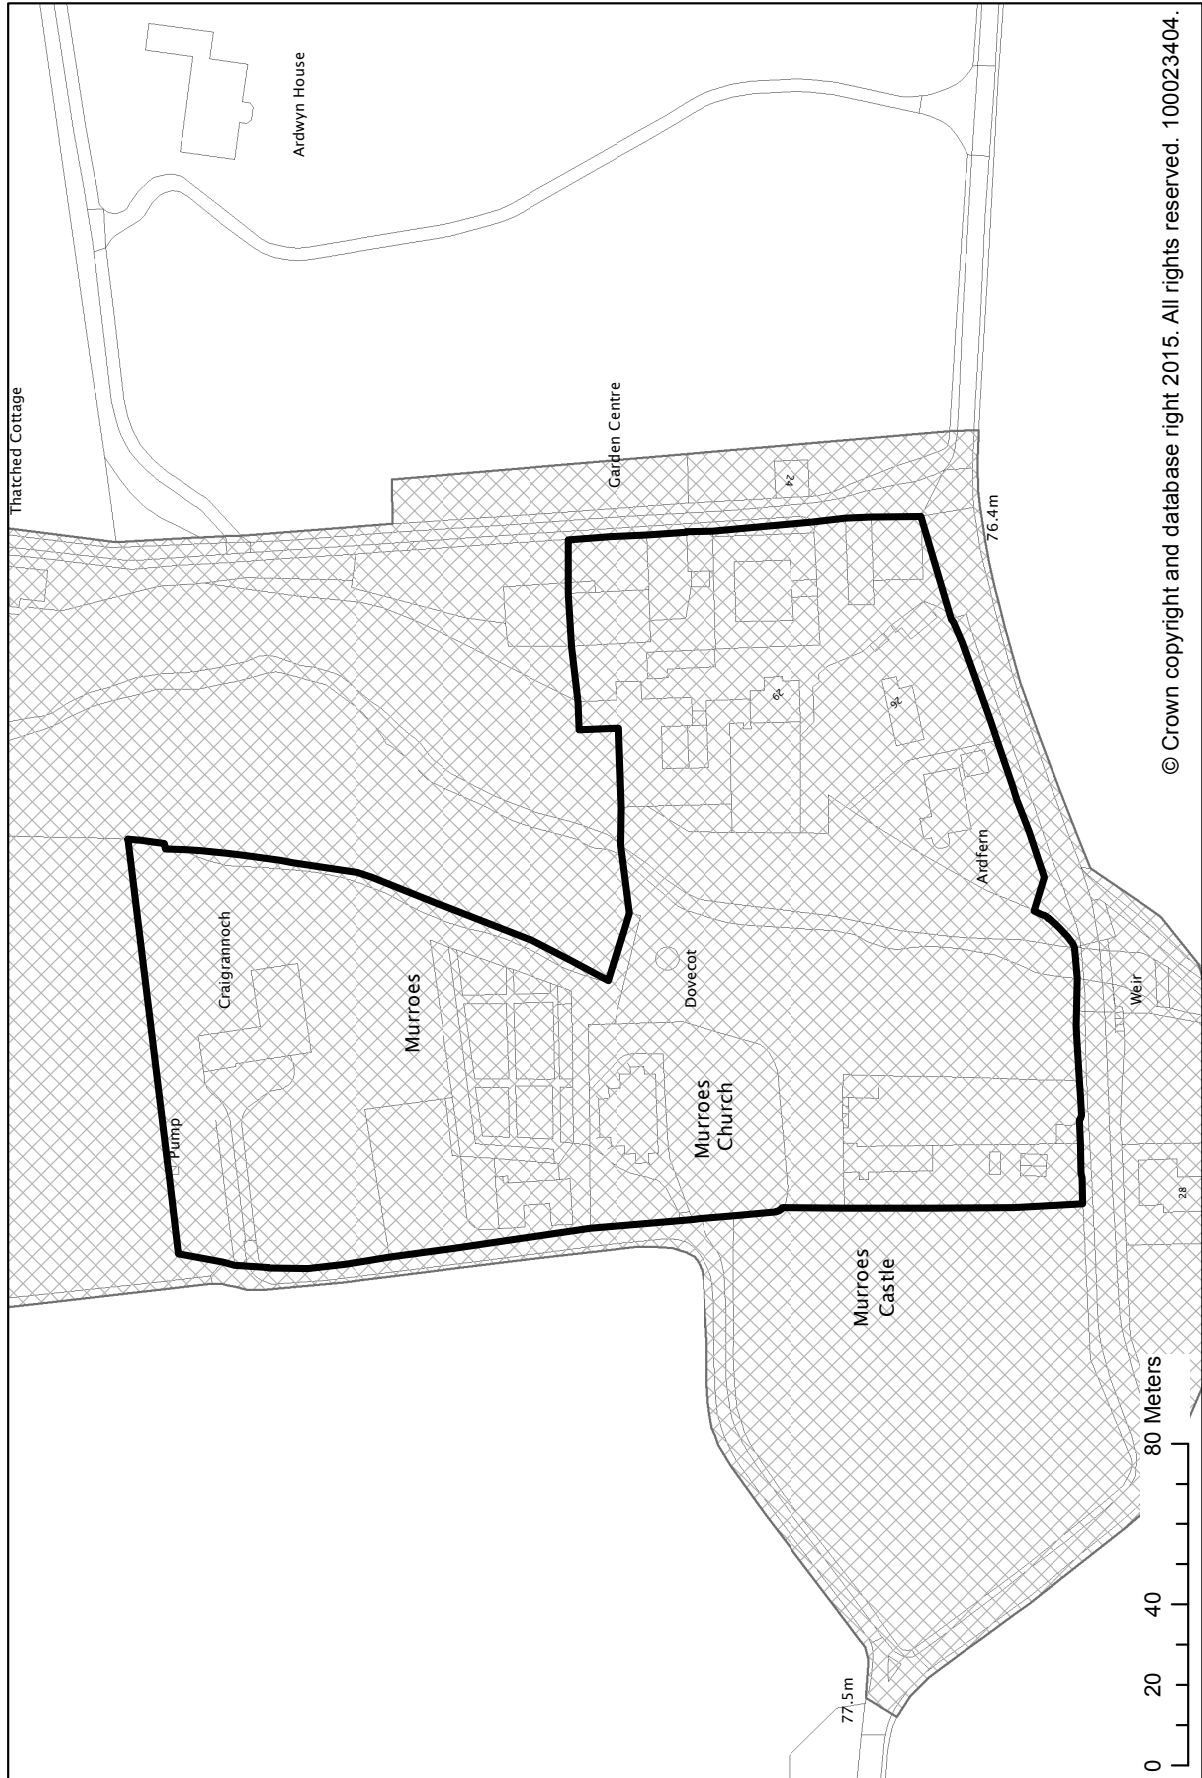 Thatched Cottage
Ardwyn House
Garden Centre
24
76.4m
29
26
Ardfern
Craigrannoch
Murroes
Dovecot
Pump
Murroes
Church
Weir
28
Murroes
Castle
77.5m
0 20 40 80 Meters
© Crown copyright and database right 2015. All rights reserved. 100023404.